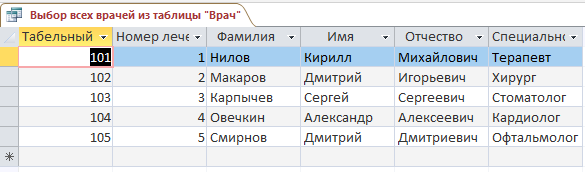 Выбор всех врачей из таблицы "Врач"
Табельный Номер лече Фамилия Имя Отчество Специально
101 1 Нилов Кирилл Михайлович Терапевт
102 2 Макаров Дмитрий Игорьевич Хирург
103 3 Карпычев Сергей Сергеевич Стоматолог
104 4 Овечкин Александр Алексеевич Кардиолог
105 5 Смирнов Дмитрий Дмитриевич Офтальмолог